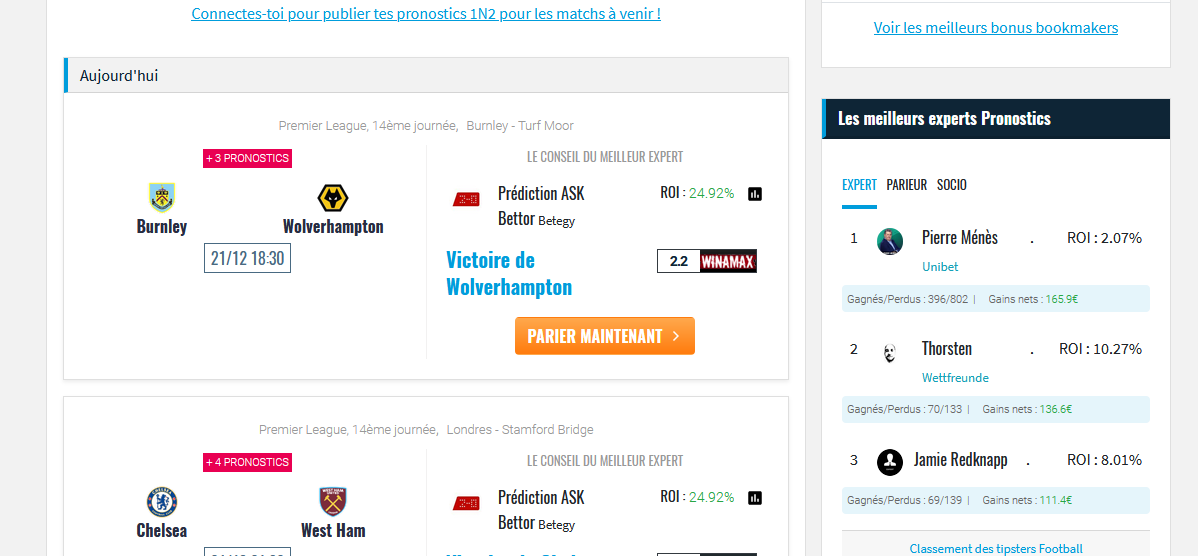 Connectes-toi pour publier tes pronostics 1N2 pour les matchs à venir !
Aujourd'hui
Premier League, 14ème journée, Burnley - Turf Moor
+ 3 PRONOSTICS
Burnley
Wolverhampton
21/12 18:30
LE CONSEIL DU MEILLEUR EXPERT
Prédiction ASK
Bettor Betegy
ROI : 24.92%
Victoire de
Wolverhampton
2.2 WINAMAX
PARIER MAINTENANT >
Premier League, 14ème journée, Londres - Stamford Bridge
+ 4 PRONOSTICS
Chelsea
West Ham
LE CONSEIL DU MEILLEUR EXPERT
Prédiction ASK
Bettor Betegy
ROI : 24.92%
Voir les meilleurs bonus bookmakers
Les meilleurs experts Pronostics
EXPERT PARIEUR SOCIO
1 Pierre Ménès . ROI : 2.07%
Unibet
Gagnés/Perdus : 396/802 | Gains nets : 165.9€
2 Thorsten . ROI : 10.27%
Wettfreunde
Gagnés/Perdus : 70/133 | Gains nets : 136.6€
3 Jamie Redknapp . ROI : 8.01%
Gagnés/Perdus : 69/139 | Gains nets : 111.4€
Classement des tipsters Football